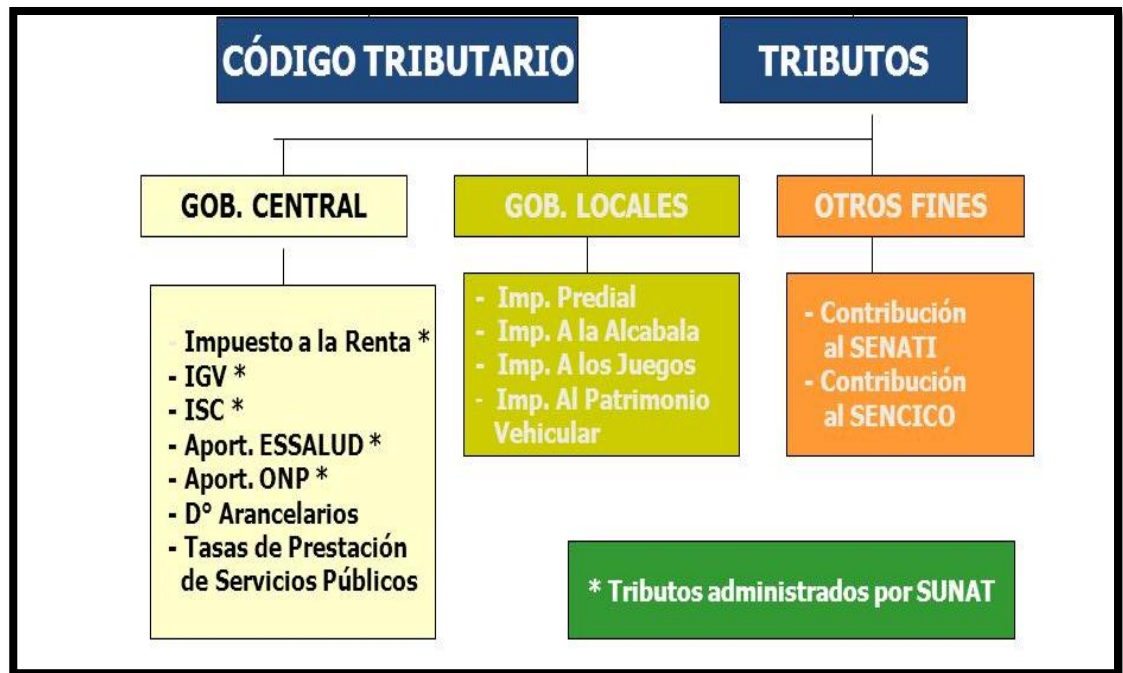 CÓDIGO TRIBUTARIO
TRIBUTOS
GOB. CENTRAL
GOB. LOCALES
OTROS FINES
- Impuesto a la Renta *
- IGV *
- ISC *
- Aport. ESSALUD *
- Aport. ONP *
- D° Arancelarios
- Tasas de Prestación
de Servicios Públicos
- Imp. Predial
- Imp. A la Alcabala
- Imp. A los Juegos
- Imp. Al Patrimonio
Vehicular
- Contribución
al SENATI
- Contribución
al SENCICO
* Tributos administrados por SUNAT